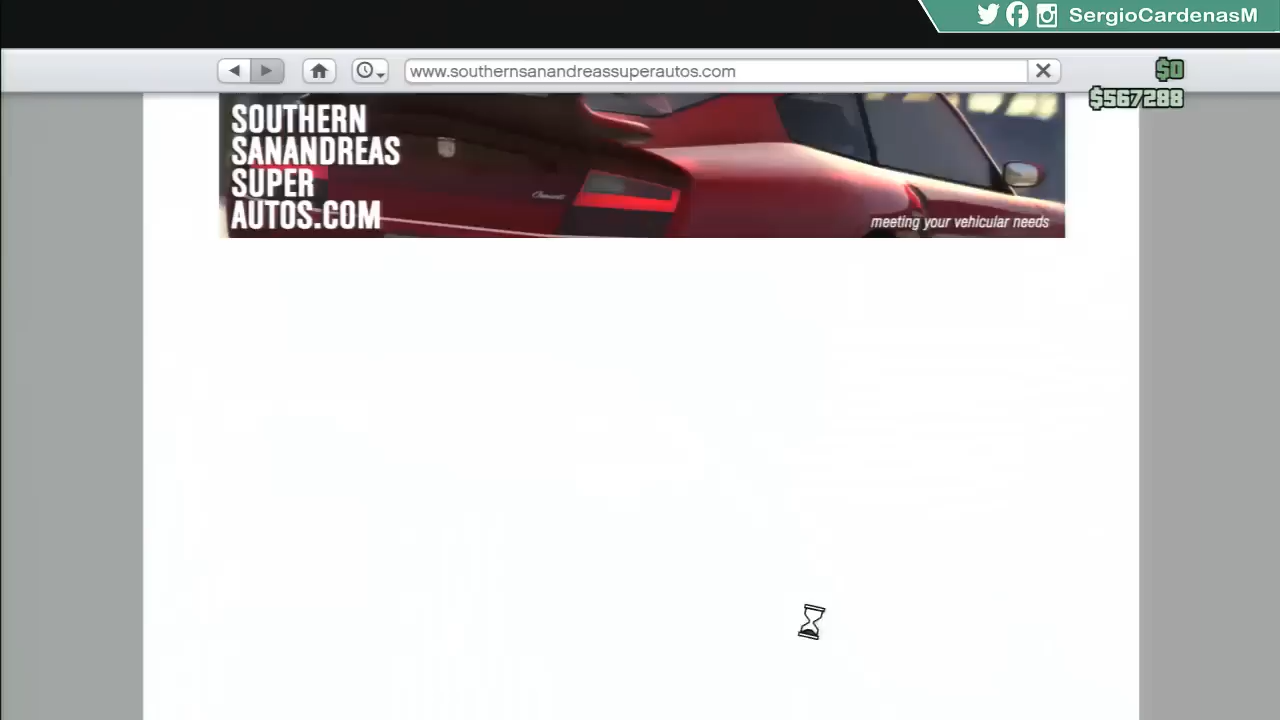 SergioCardenasM
www.southernsanandreassuperautos.com
$0
$567288
SOUTHERN
SANANDREAS
SUPER
AUTOS.COM
meeting your vehicular needs